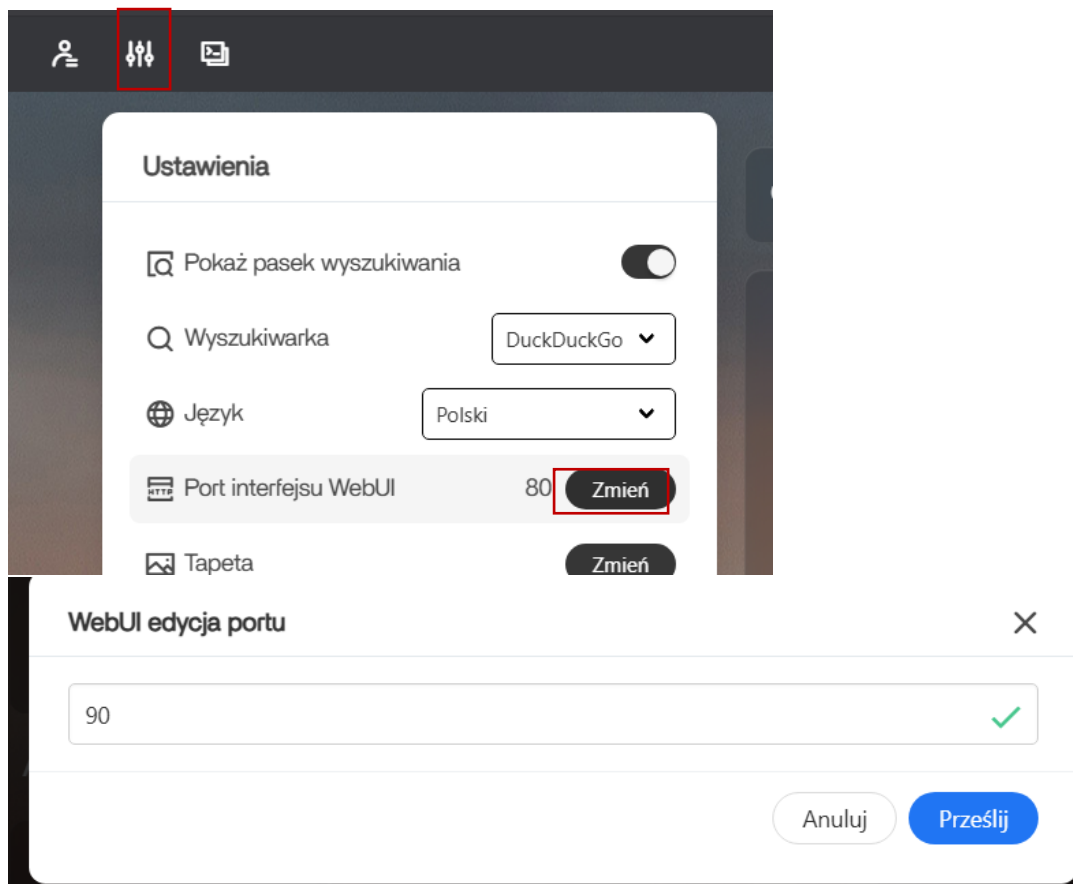 Ustawienia
Pokaż pasek wyszukiwania
Wyszukiwarka DuckDuckGo
Język Polski
HTTP Port interfejsu WebUI 80 Zmień
Tapeta Zmień
WebUI edycja portu
90
Anuluj Prześlij